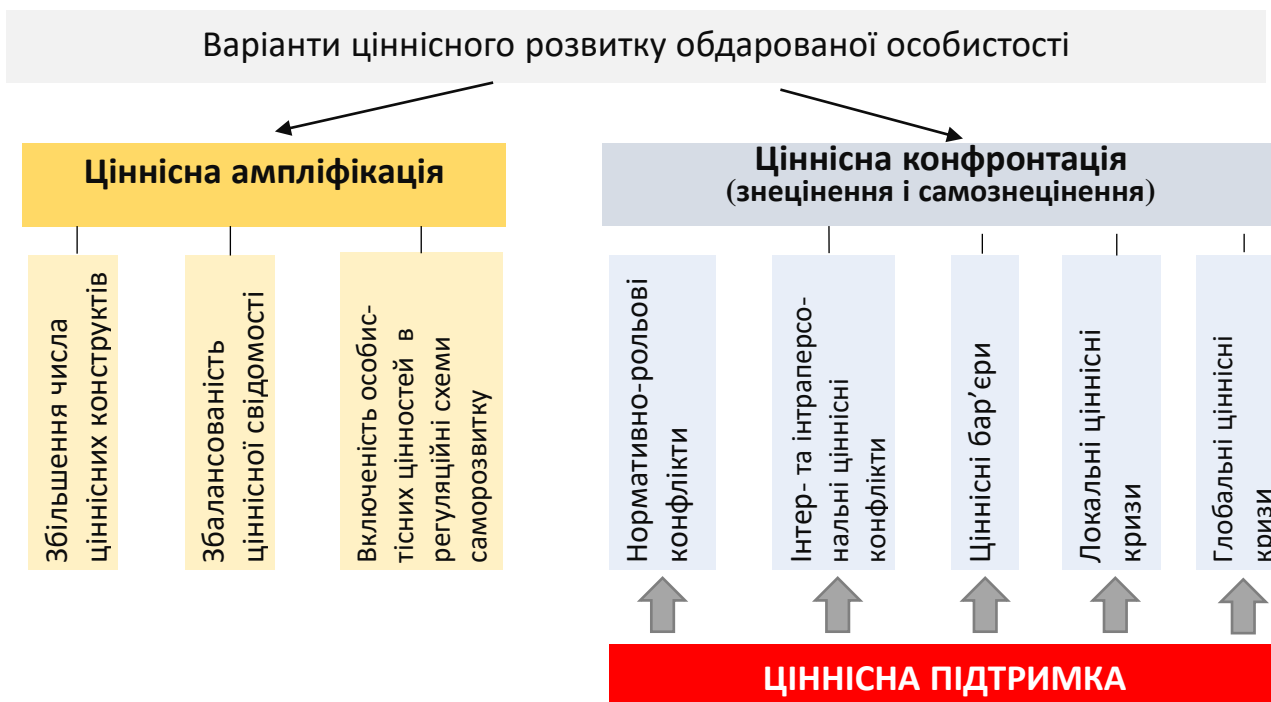 Варіанти ціннісного розвитку обдарованої особистості
Ціннісна ампліфікація
Ціннісна конфронтація
(знецінення і самознецінення)
Збільшення числа
ціннісних конструктів
Збалансованість
ціннісної свідомості
Включеність особис-
тісних цінностей в
регуляційні схеми
саморозвитку
Нормативно-рольові
конфлікти
Інтер- та інтраперсо-
нальні ціннісні
конфлікти
Ціннісні бар’єри
Локальні ціннісні
кризи
Глобальні ціннісні
кризи
ЦІННІСНА ПІДТРИМКА